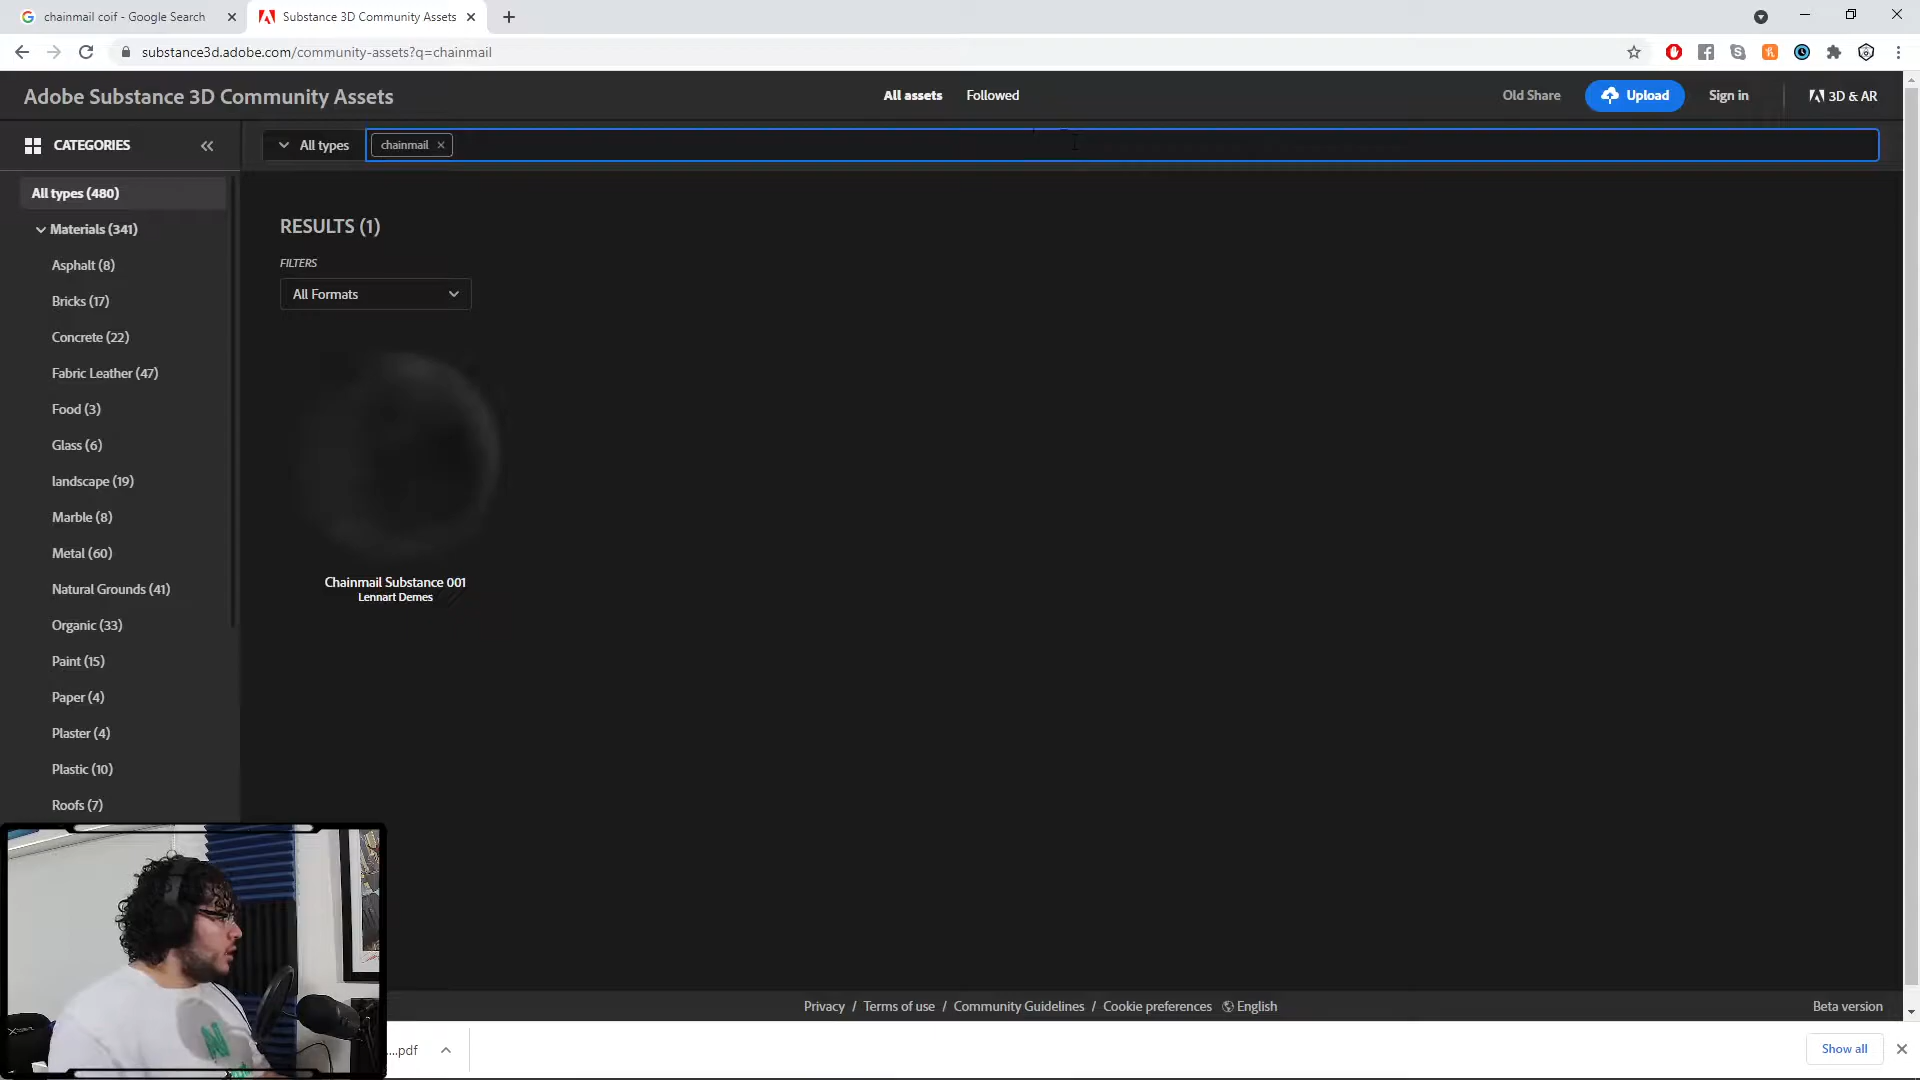 chainmail coif - Google Search
Substance 3D Community Assets
substance3d.adobe.com/community-assets?q=chainmail
Adobe Substance 3D Community Assets
All assets
Followed
Old Share
Upload
Sign in
3D & AR
CATEGORIES
All types
chainmail
All types (480)
Materials (341)
Asphalt (8)
Bricks (17)
Concrete (22)
Fabric Leather (47)
Food (3)
Glass (6)
landscape (19)
Marble (8)
Metal (60)
Natural Grounds (41)
Organic (33)
Paint (15)
Paper (4)
Plaster (4)
Plastic (10)
Roofs (7)
RESULTS (1)
FILTERS
All Formats
Chainmail Substance 001
Lennart Demes
Privacy / Terms of use / Community Guidelines / Cookie preferences English
Beta version
....pdf
Show all